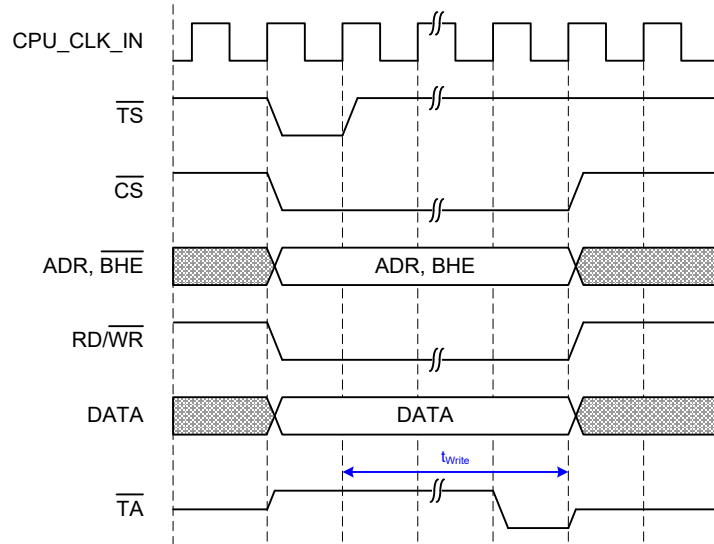 CPU_CLK_IN
TS
CS
ADR, BHE
ADR, BHE
RD/WR
DATA
DATA
tWrite
TA